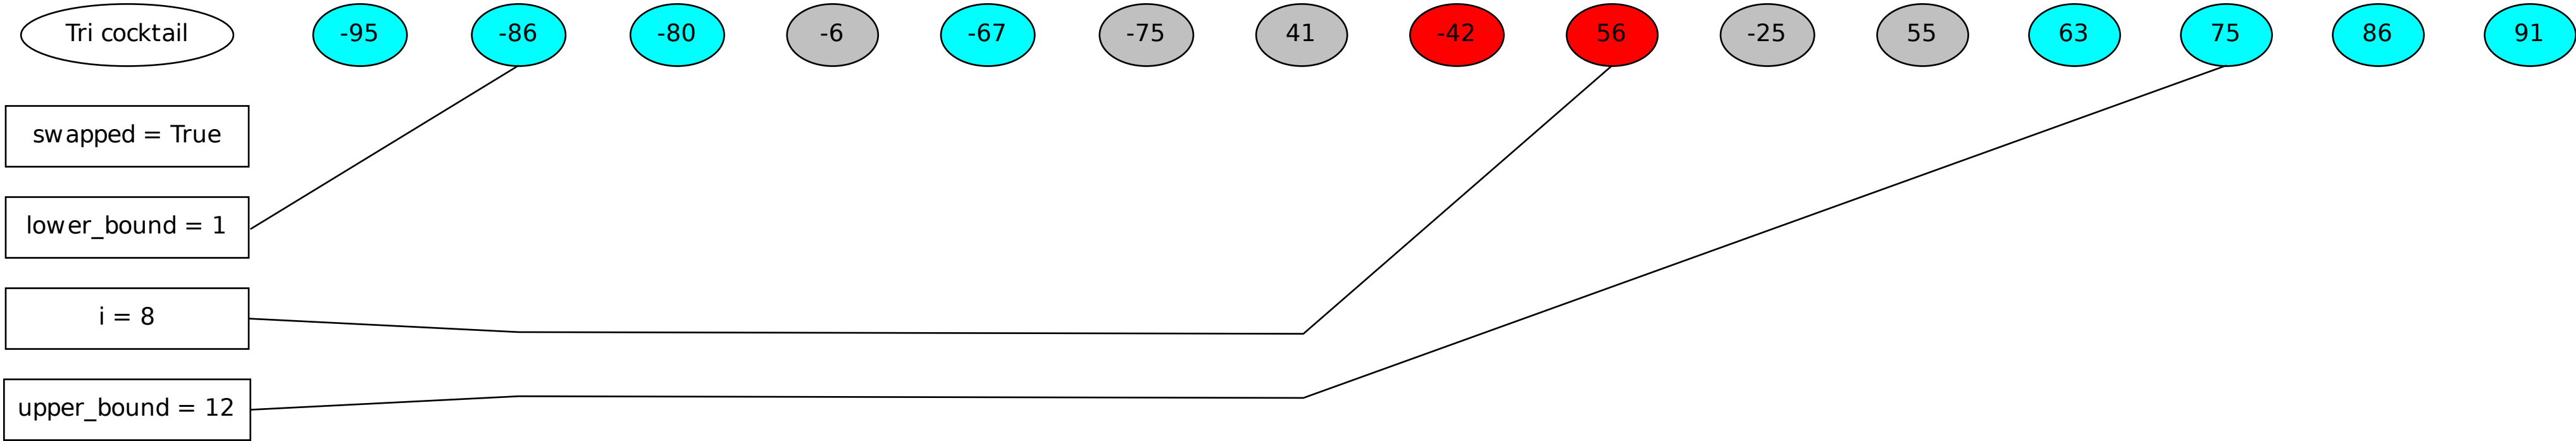 Tri cocktail -95 -86 -80 -6 -67 -75 41 -42 56 -25 55 63 75 86 91
swapped = True
lower_bound = 1
i = 8
upper_bound = 12